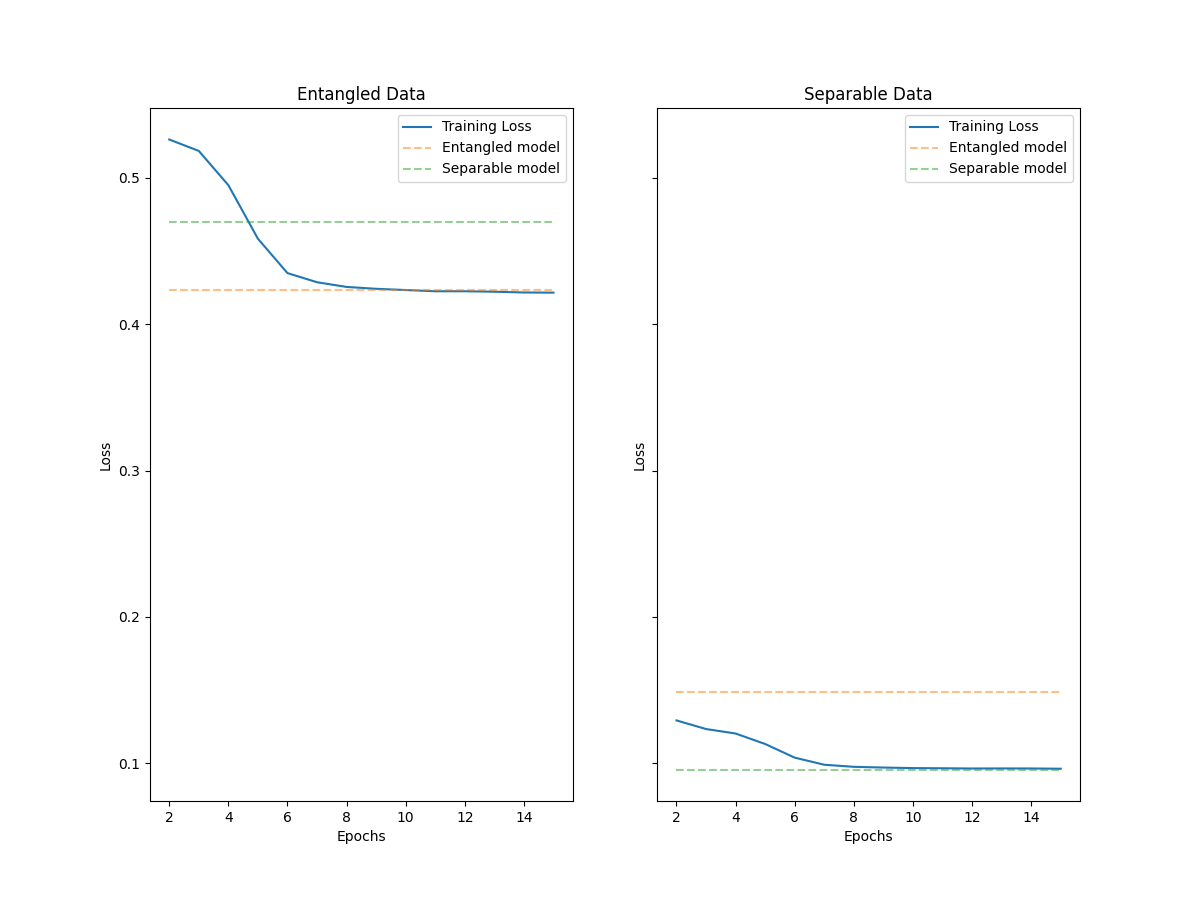 Entangled Data
Training Loss
Entangled model
Separable model
0.5
0.4
0.3
0.2
0.1
Loss
2 4 6 8 10 12 14
Epochs
Separable Data
Training Loss
Entangled model
Separable model
Loss
2 4 6 8 10 12 14
Epochs